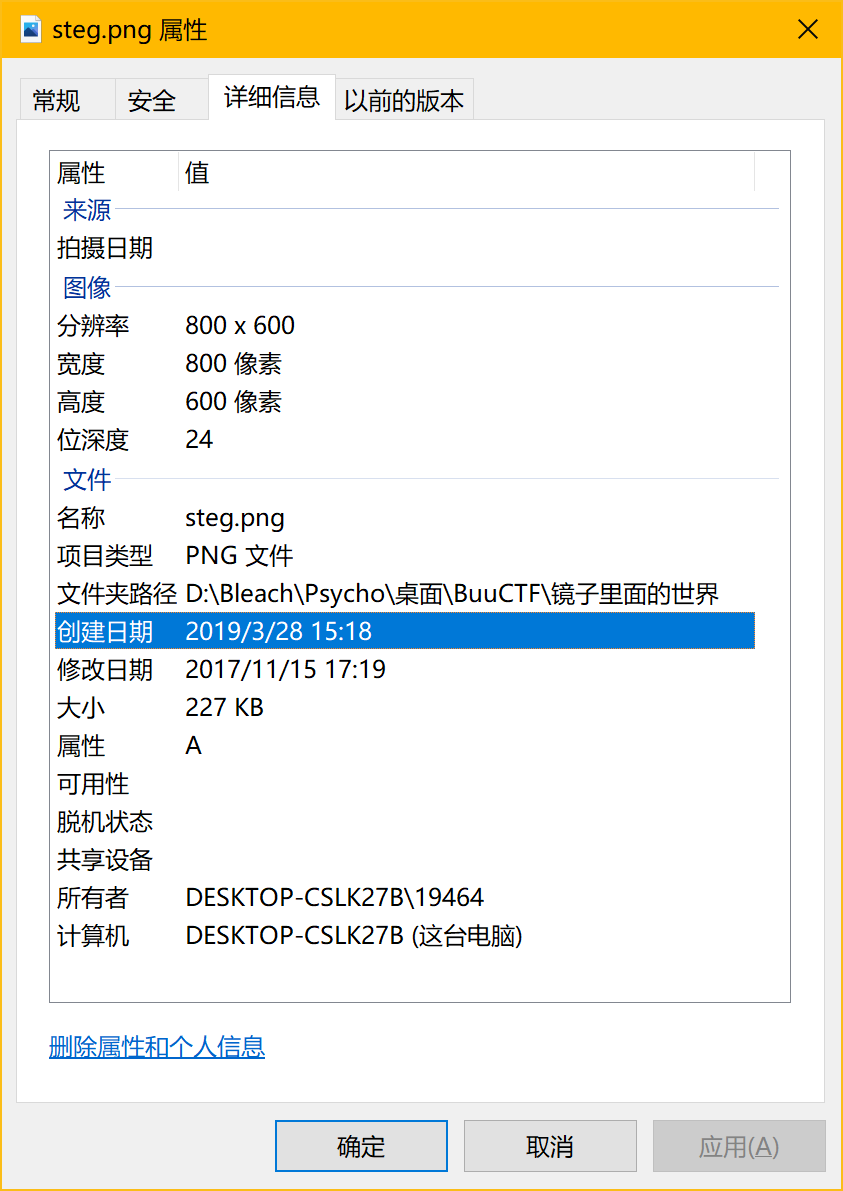 steg.png 属性
常规 安全 详细信息 以前的版本
属性 值
来源
拍摄日期
图像
分辨率 800 x 600
宽度 800 像素
高度 600 像素
位深度 24
文件
名称 steg.png
项目类型 PNG 文件
文件夹路径 D:\Bleach\Psycho\桌面\BuuCTF\镜子里面的世界
创建日期 2019/3/28 15:18
修改日期 2017/11/15 17:19
大小 227 KB
属性 A
可用性
脱机状态
共享设备
所有者 DESKTOP-CSLK27B\19464
计算机 DESKTOP-CSLK27B (这台电脑)
删除属性和个人信息
确定 取消 应用(A)